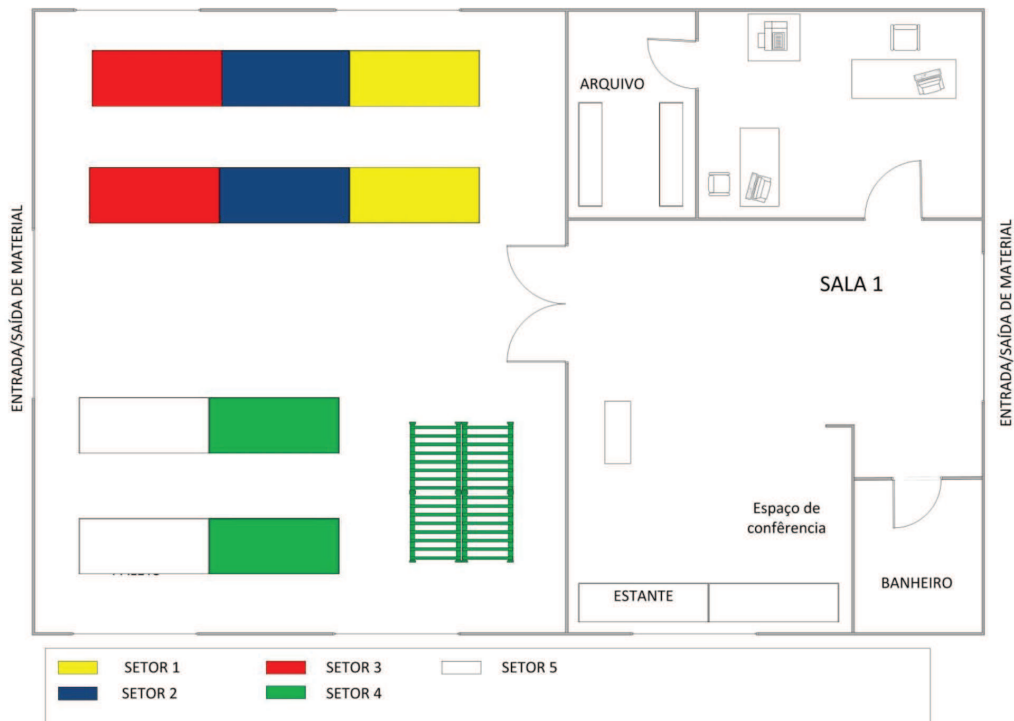 ARQUIVO
ENTRADA/SAÍDA DE MATERIAL
SALA 1
ENTRADA/SAÍDA DE MATERIAL
Espaço de
confêrencia
ESTANTE
BANHEIRO
SETOR 1
SETOR 3
SETOR 5
SETOR 2
SETOR 4